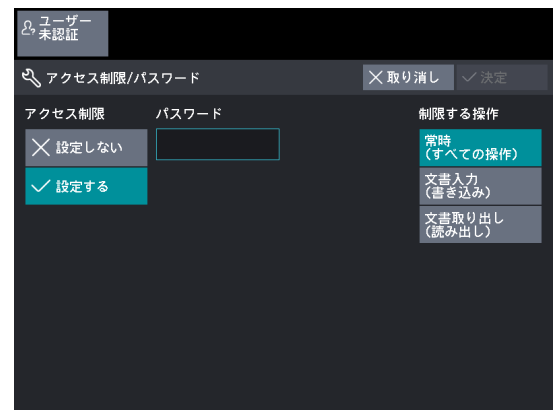 ユーザー
未認証
アクセス制限/パスワード
取り消し
決定
アクセス制限
パスワード
制限する操作
設定しない
設定する
常時
(すべての操作)
文書入力
(書き込み)
文書取り出し
(読み出し)